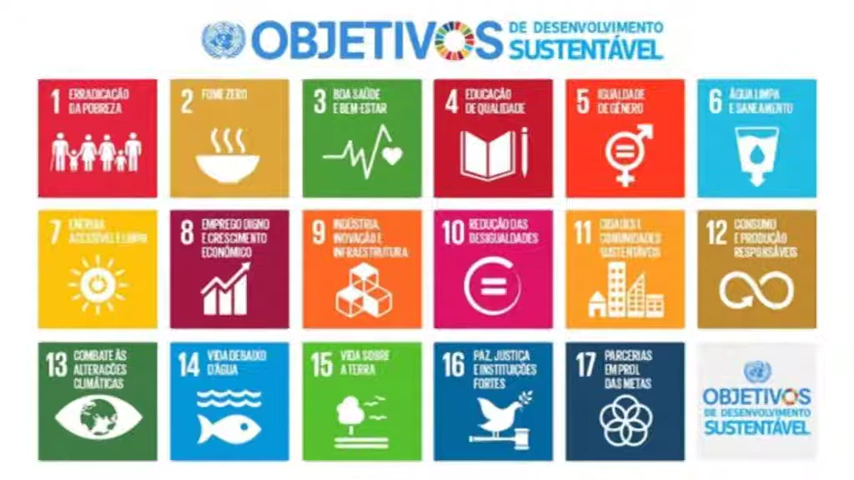 OBJETIVOS
DE DESENVOLVIMENTO
SUSTENTÁVEL
1 ERRADICAÇÃO
DA POBREZA
2 FOME ZERO
3 BOA SAÚDE
E BEM-ESTAR
4 EDUCAÇÃO
DE QUALIDADE
5 IGUALDADE
DE GÊNERO
6 ÁGUA LIMPA
E SANEAMENTO
7 ENERGIA
ACESSÍVEL E LIMPA
8 EMPREGO DIGNO
E CRESCIMENTO
ECONÔMICO
9 INDÚSTRIA,
INOVAÇÃO E
INFRAESTRUTURA
10 REDUÇÃO DAS
DESIGUALDADES
11 CIDADES E
COMUNIDADES
SUSTENTÁVEIS
12 CONSUMO
E PRODUÇÃO
RESPONSÁVEIS
13 COMBATE ÀS
ALTERAÇÕES
CLIMÁTICAS
14 VIDA DEBAIXO
D'ÁGUA
15 VIDA SOBRE
A TERRA
16 PAZ, JUSTIÇA
E INSTITUIÇÕES
FORTES
17 PARCERIAS
EM PROL
DAS METAS
OBJETIVOS
DE DESENVOLVIMENTO
SUSTENTÁVEL